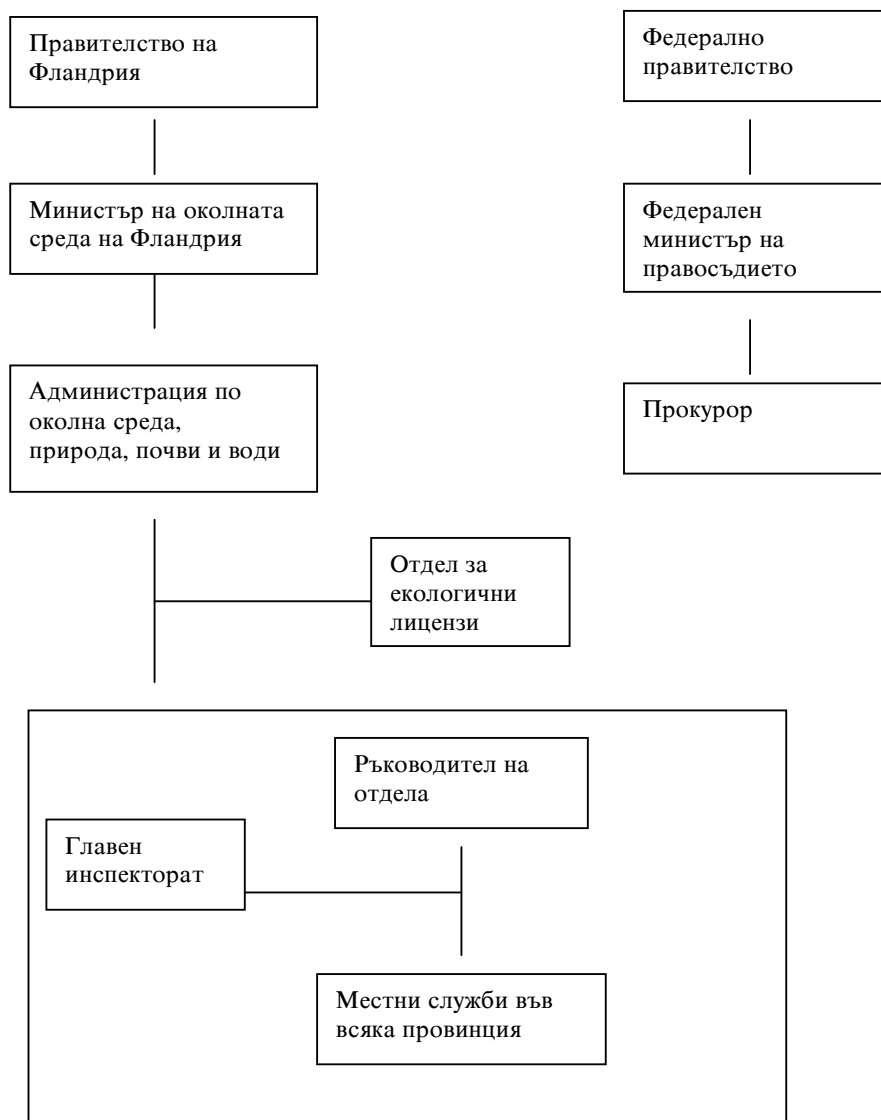 Правителство на
Фландрия
Федерално
правителство
Министър на околната
среда на Фландрия
Федерален
министър на
правосъдието
Администрация по
околна среда,
природа, почви и води
Прокурор
Отдел за
екологични
лицензи
Ръководител на
отдела
Главен
инспекторат
Местни служби във
всяка провинция